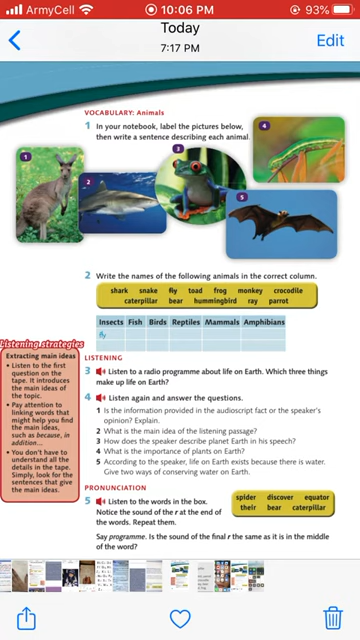 ArmyCell
10:06 PM
93%
Today
7:17 PM
Edit
VOCABULARY: Animals
1 In your notebook, label the pictures below,
then write a sentence describing each animal.
1
2
3
4
5
2 Write the names of the following animals in the correct column.
shark snake fly toad frog monkey crocodile
caterpillar bear hummingbird ray parrot
Insects Fish Birds Reptiles Mammals Amphibians
fly
Listening strategies
Extracting main ideas
• Listen to the first
question on the
tape. It introduces
the main ideas of
the topic.
• Pay attention to
linking words that
might help you find
the main ideas,
such as because, in
addition...
• You don't have to
understand all the
details in the tape.
Simply, look for the
sentences that give
the main ideas.
LISTENING
3 Listen to a radio programme about life on Earth. Which three things
make up life on Earth?
4 Listen again and answer the questions.
1 Is the information provided in the audioscript fact or the speaker's
opinion? Explain.
2 What is the main idea of the listening passage?
3 How does the speaker describe planet Earth in his speech?
4 What is the importance of plants on Earth?
5 According to the speaker, life on Earth exists because there is water.
Give two ways of conserving water on Earth.
PRONUNCIATION
5 Listen to the words in the box.
Notice the sound of the r at the end of
the words. Repeat them.
spider discover equator
their bear caterpillar
Say programme. Is the sound of the final r the same as it is in the middle
of the word?